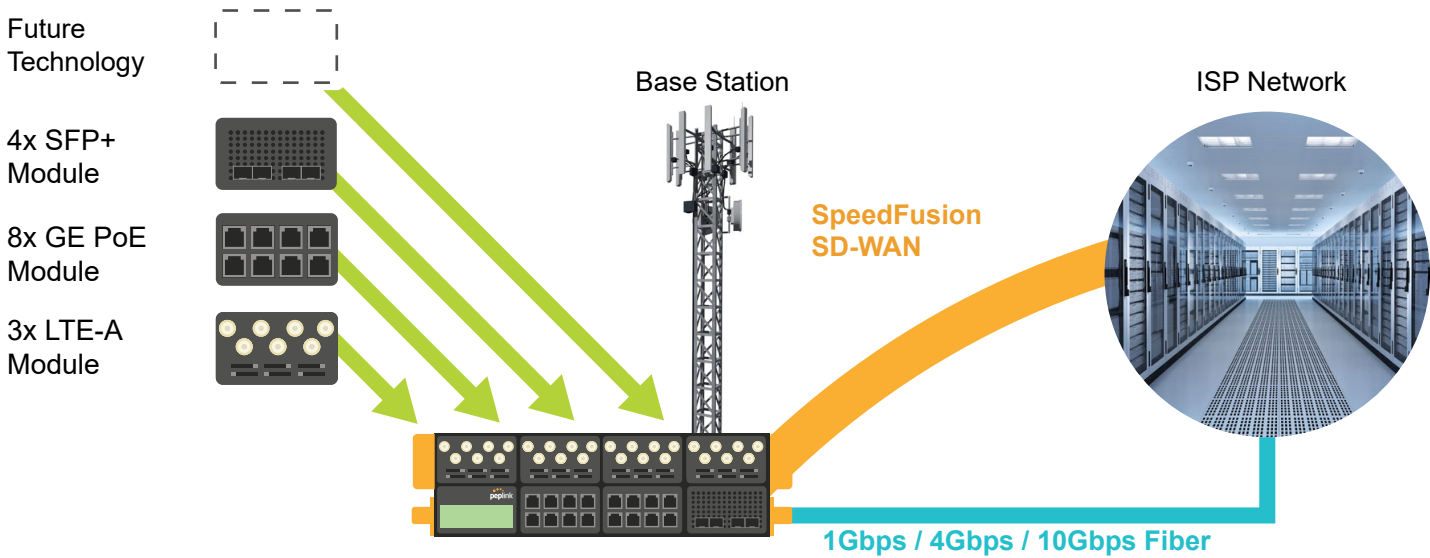 Future
Technology
4x SFP+
Module
8x GE PoE
Module
3x LTE-A
Module
Base Station
ISP Network
SpeedFusion
SD-WAN
peplink
1Gbps / 4Gbps / 10Gbps Fiber